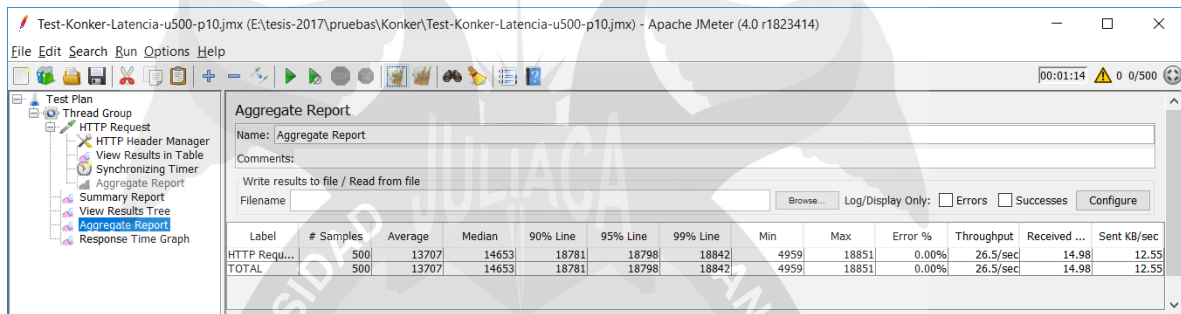 Test-Konker-Latencia-u500-p10.jmx (E:\tesis-2017\pruebas\Konker\Test-Konker-Latencia-u500-p10.jmx) - Apache JMeter (4.0 r1823414)
File Edit Search Run Options Help
00:01:14 0 0/500
Test Plan
Thread Group
HTTP Request
HTTP Header Manager
View Results in Table
Synchronizing Timer
Aggregate Report
Summary Report
View Results Tree
Aggregate Report
Response Time Graph
Aggregate Report
Name: Aggregate Report
Comments:
Write results to file / Read from file
Filename Browse... Log/Display Only: Errors Successes Configure
Label # Samples Average Median 90% Line 95% Line 99% Line Min Max Error % Throughput Received ... Sent KB/sec
HTTP Requ... 500 13707 14653 18781 18798 18842 4959 18851 0.00% 26.5/sec 14.98 12.55
TOTAL 500 13707 14653 18781 18798 18842 4959 18851 0.00% 26.5/sec 14.98 12.55
JULIACA